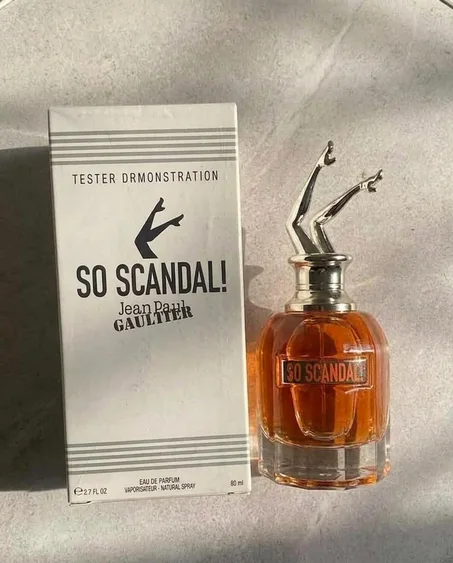 TESTER DRMONSTRATION
SO SCANDAL!
Jean Paul
GAULTIER
EAU DE PARFUM
℮ 2.7 FL OZ VAPORISATEUR - NATURAL SPRAY 80 ml
SO SCANDAL!